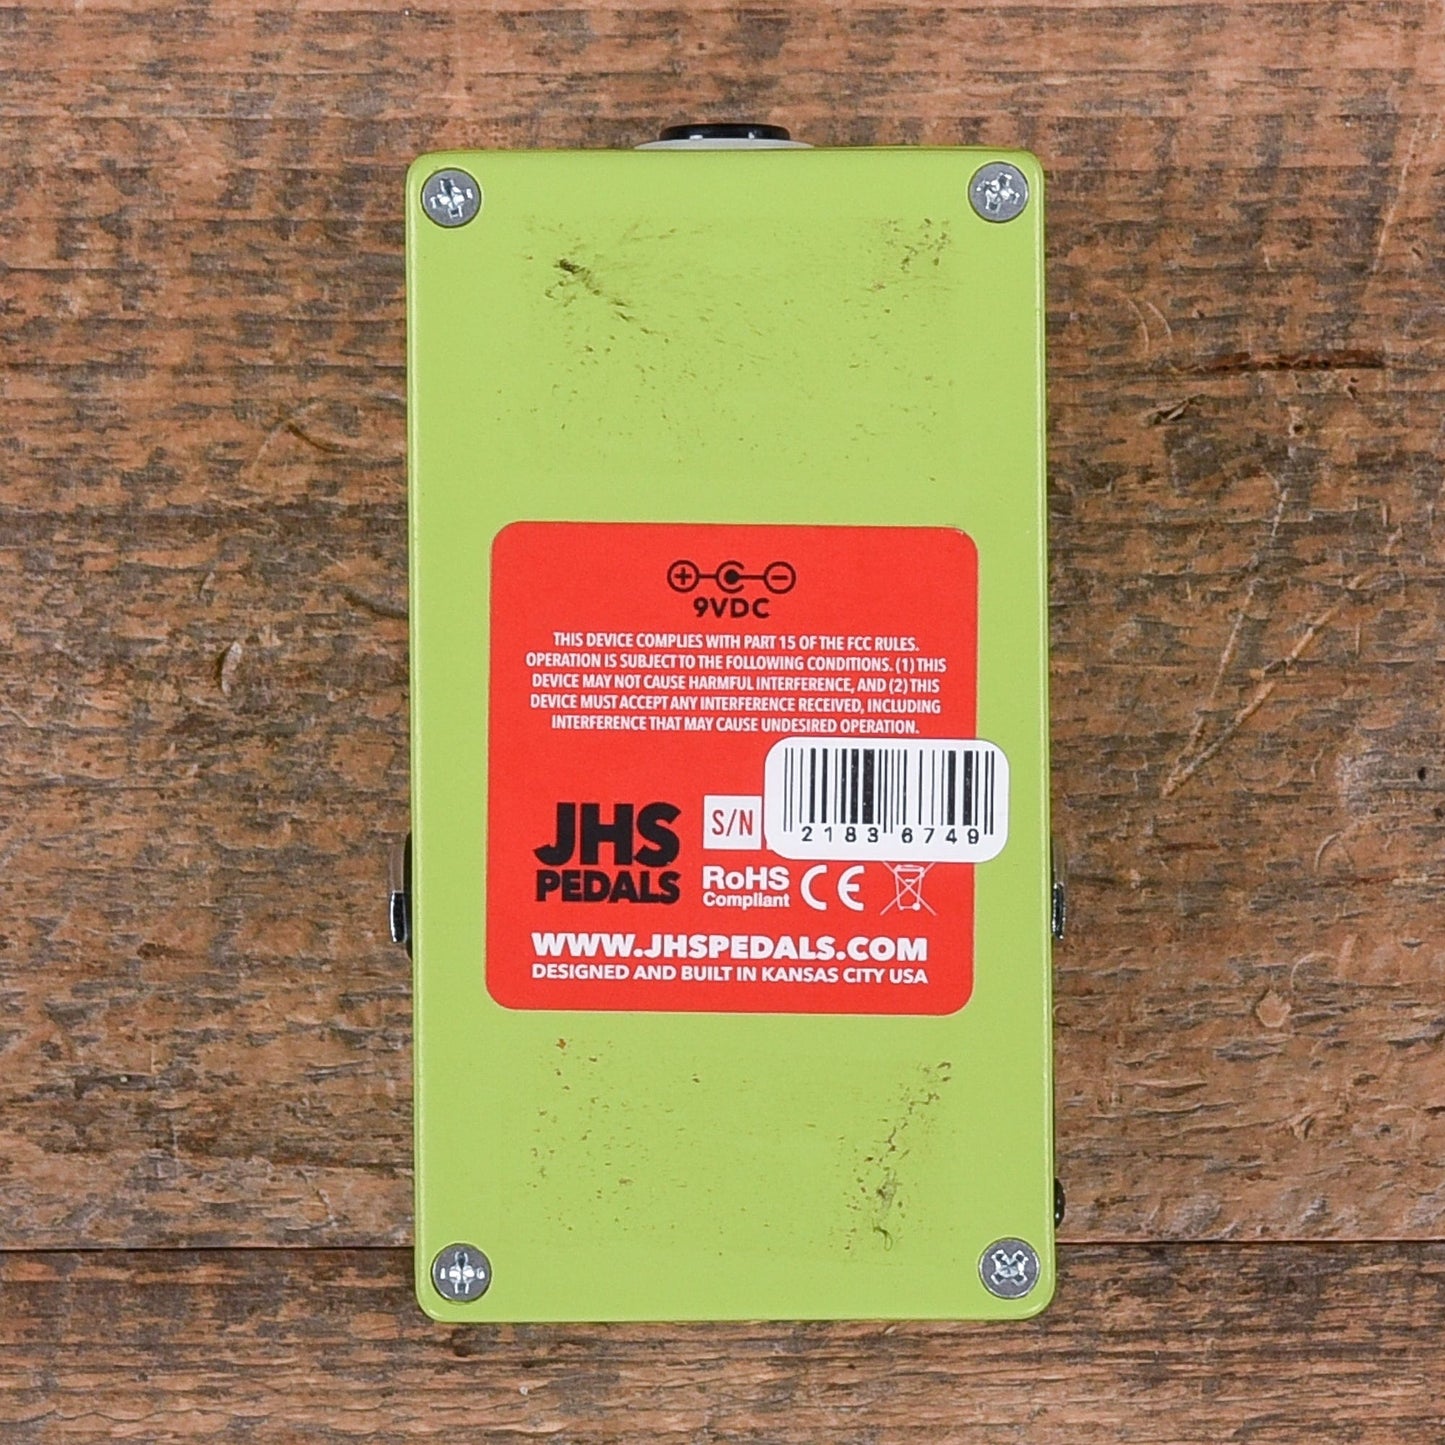 9VDC
THIS DEVICE COMPLIES WITH PART 15 OF THE FCC RULES.
OPERATION IS SUBJECT TO THE FOLLOWING CONDITIONS. (1) THIS
DEVICE MAY NOT CAUSE HARMFUL INTERFERENCE, AND (2) THIS
DEVICE MUST ACCEPT ANY INTERFERENCE RECEIVED, INCLUDING
INTERFERENCE THAT MAY CAUSE UNDESIRED OPERATION.
JHS
PEDALS
S/N
2183 6749
RoHS
Compliant
CE
WWW.JHSPEDALS.COM
DESIGNED AND BUILT IN KANSAS CITY USA